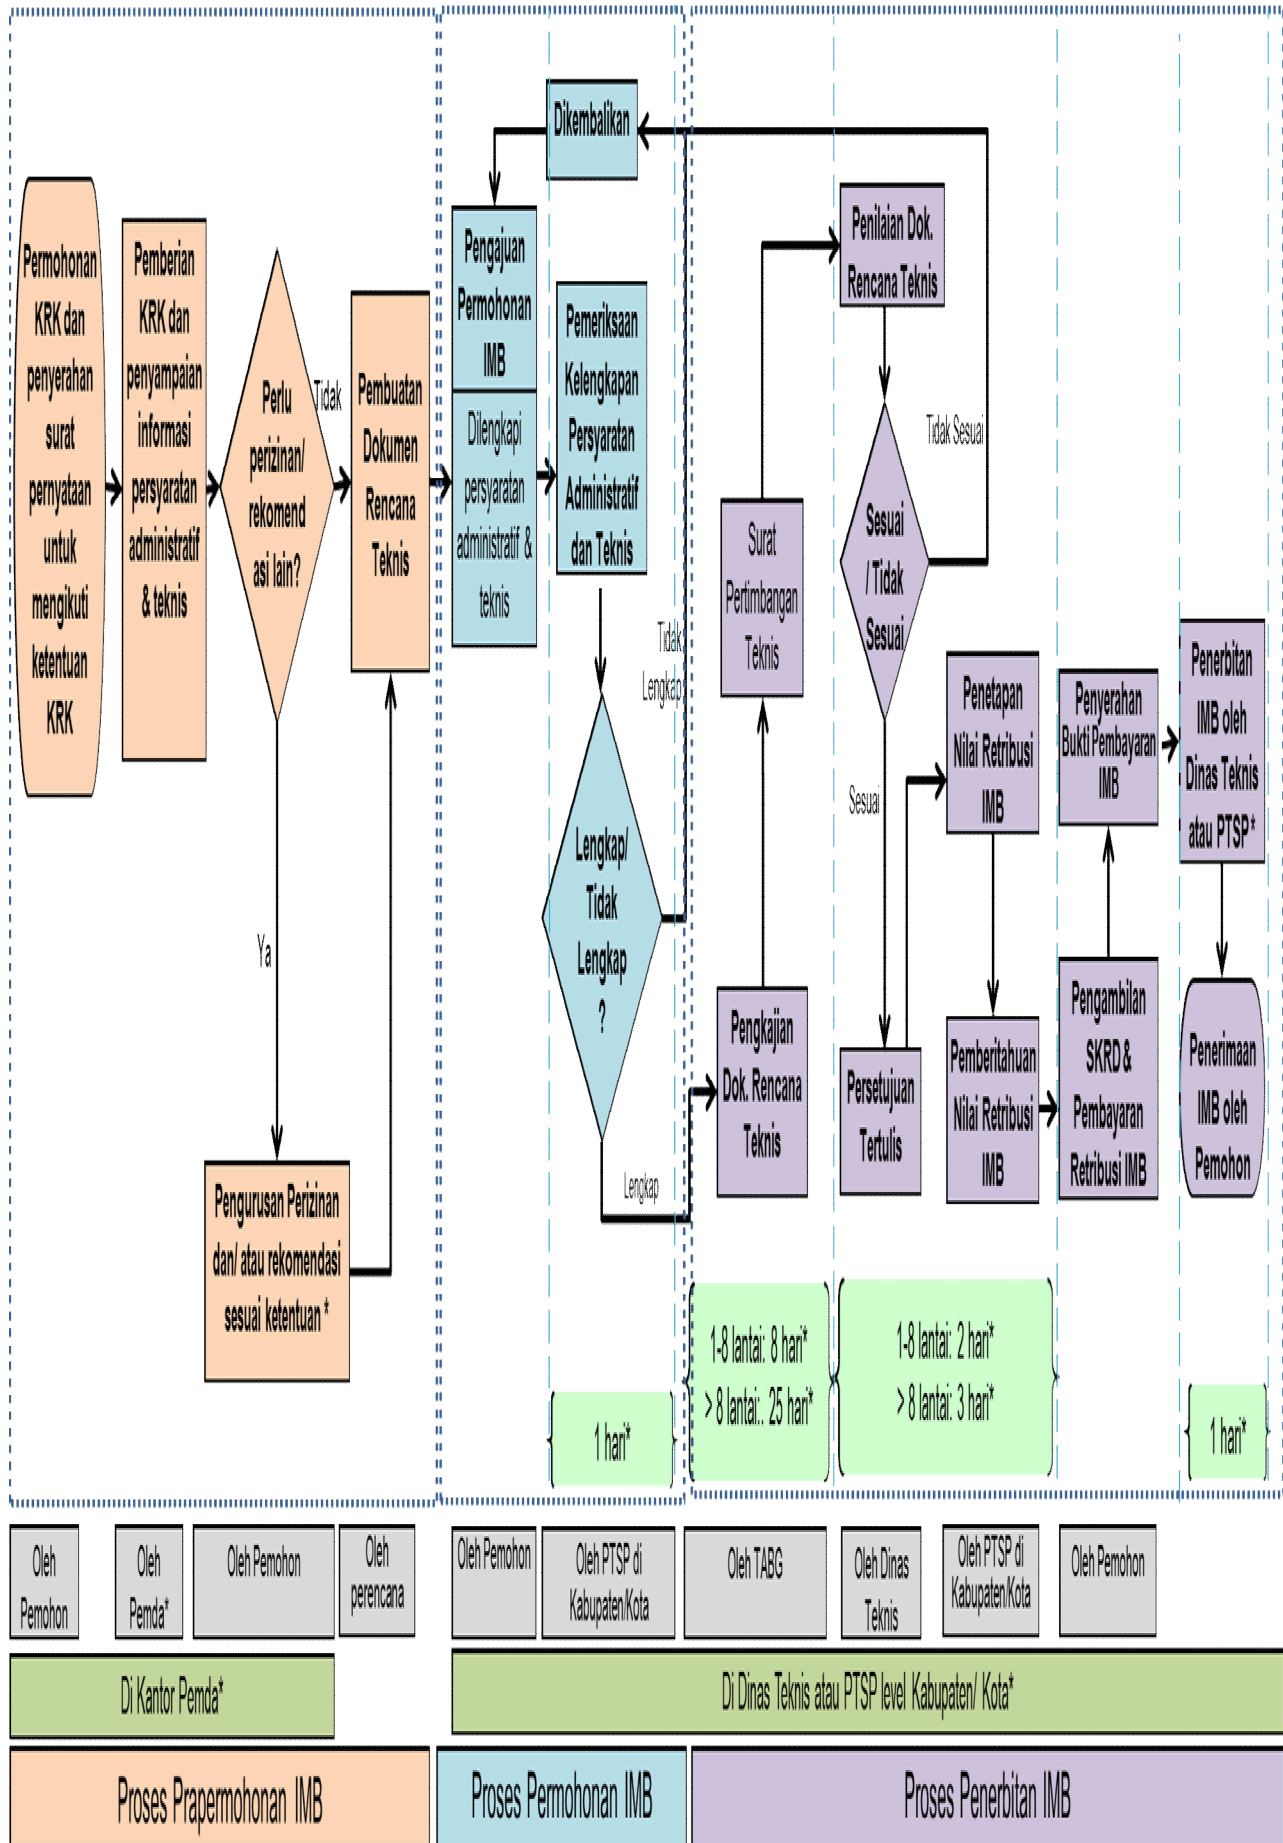 Permohonan
KRK dan
penyerahan
surat
pernyataan
untuk
mengikuti
ketentuan
KRK
Pemberian
KRK dan
penyampaian
informasi
persyaratan
administratif
& teknis
Perlu
perizinan/
rekomend
asi lain?
Tidak
Ya
Pengurusan Perizinan
dan/ atau rekomendasi
sesuai ketentuan *
Pembuatan
Dokumen
Rencana
Teknis
Dikembalikan
Pengajuan
Permohonan
IMB
Dilengkapi
persyaratan
administratif &
teknis
Pemeriksaan
Kelengkapan
Persyaratan
Administratif
dan Teknis
Tidak
Lengkap
Lengkap/
Tidak
Lengkap
?
Lengkap
Pengkajian
Dok. Rencana
Teknis
Surat
Pertimbangan
Teknis
Penilaian Dok.
Rencana Teknis
Tidak Sesuai
Sesuai
/ Tidak
Sesuai
Sesuai
Persetujuan
Tertulis
Penetapan
Nilai Retribusi
IMB
Pemberitahuan
Nilai Retribusi
IMB
Pengambilan
SKRD &
Pembayaran
Retribusi IMB
Penyerahan
Bukti Pembayaran
IMB
Penerbitan
IMB oleh
Dinas Teknis
atau PTSP*
Penerimaan
IMB oleh
Pemohon
1 hari*
1-8 lantai: 8 hari*
> 8 lantai:. 25 hari*
1-8 lantai: 2 hari*
> 8 lantai: 3 hari*
1 hari*
Oleh
Pemohon
Oleh
Pemda*
Oleh Pemohon
Oleh
perencana
Oleh Pemohon
Oleh PTSP di
Kabupaten/Kota
Oleh TABG
Oleh Dinas
Teknis
Oleh PTSP di
Kabupaten/Kota
Oleh Pemohon
Di Kantor Pemda*
Di Dinas Teknis atau PTSP level Kabupaten/ Kota*
Proses Prapermohonan IMB
Proses Permohonan IMB
Proses Penerbitan IMB